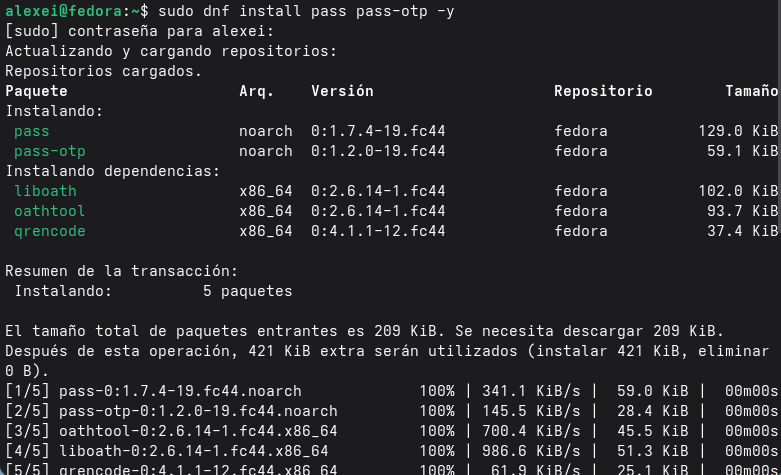 alexei@fedora:~$ sudo dnf install pass pass-otp -y
[sudo] contraseña para alexei:
Actualizando y cargando repositorios:
Repositorios cargados.
Paquete Arq. Versión Repositorio Tamaño
Instalando:
pass noarch 0:1.7.4-19.fc44 fedora 129.0 KiB
pass-otp noarch 0:1.2.0-19.fc44 fedora 59.1 KiB
Instalando dependencias:
liboath x86_64 0:2.6.14-1.fc44 fedora 102.0 KiB
oathtool x86_64 0:2.6.14-1.fc44 fedora 93.7 KiB
qrencode x86_64 0:4.1.1-12.fc44 fedora 37.4 KiB
Resumen de la transacción:
Instalando: 5 paquetes
El tamaño total de paquetes entrantes es 209 KiB. Se necesita descargar 209 KiB.
Después de esta operación, 421 KiB extra serán utilizados (instalar 421 KiB, eliminar
0 B).
[1/5] pass-0:1.7.4-19.fc44.noarch 100% | 341.1 KiB/s | 59.0 KiB | 00m00s
[2/5] pass-otp-0:1.2.0-19.fc44.noarch 100% | 145.5 KiB/s | 28.4 KiB | 00m00s
[3/5] oathtool-0:2.6.14-1.fc44.x86_64 100% | 700.4 KiB/s | 45.5 KiB | 00m00s
[4/5] liboath-0:2.6.14-1.fc44.x86_64 100% | 986.6 KiB/s | 51.3 KiB | 00m00s
[5/5] qrencode-0:4.1.1-12.fc44.x86_64 100% | 61.9 KiB/s | 25.1 KiB | 00m00s